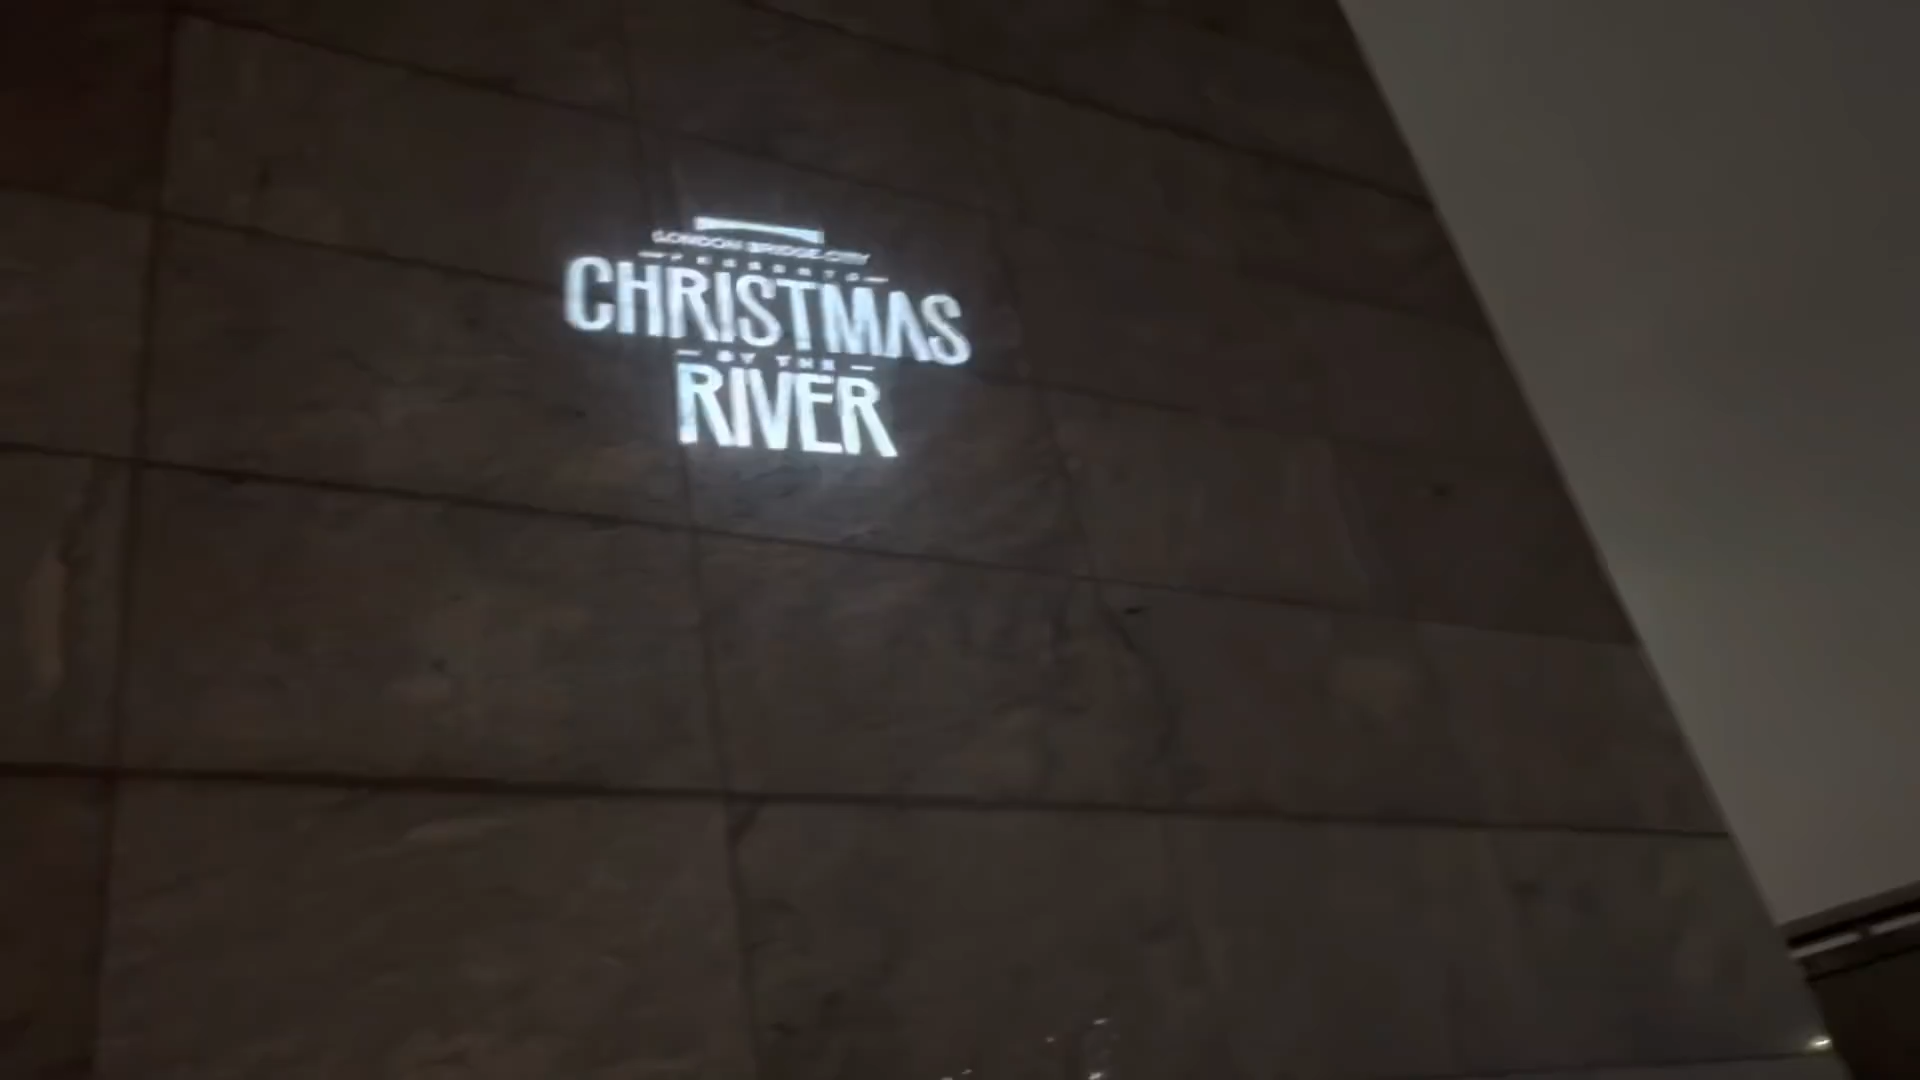 LONDON BRIDGE CITY
PRESENTS
CHRISTMAS
BY THE
RIVER